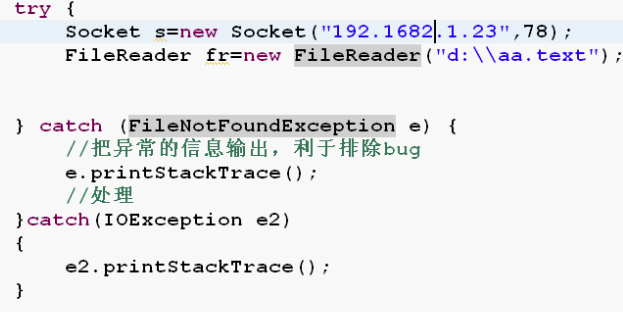 try {
    Socket s=new Socket("192.1682.1.23",78);
    FileReader fr=new FileReader("d:\\aa.text");
} catch (FileNotFoundException e) {
    //把异常的信息输出，利于排除bug
    e.printStackTrace();
    //处理
}catch(IOException e2)
{
    e2.printStackTrace();
}